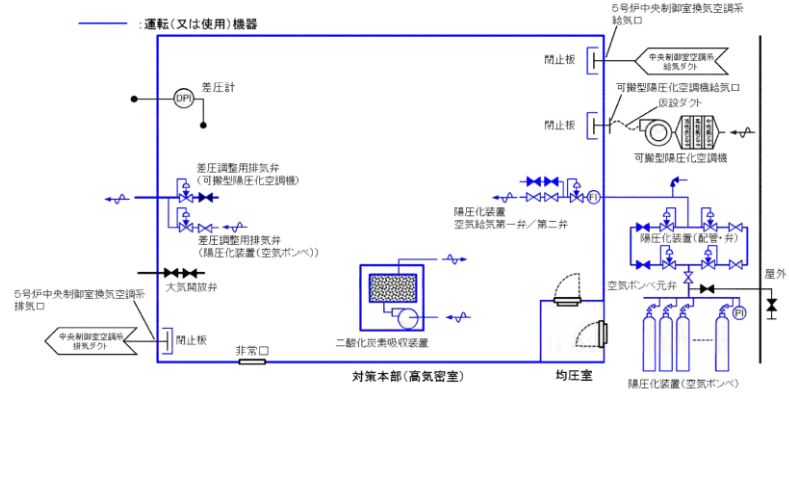 :運転(又は使用)機器
5号炉中央制御室換気空調系
給気口
閉止板
中央制御室空調系
給気ダクト
可搬型陽圧化空調機給気口
仮設ダクト
差圧計
DPI
閉止板
可搬型陽圧化空調機
差圧調整用排気弁
(可搬型陽圧化空調機)
FI
陽圧化装置
空気給気第一弁/第二弁
差圧調整用排気弁
(陽圧化装置(空気ボンベ))
陽圧化装置(配管・弁)
大気開放弁
空気ボンベ元弁
屋外
5号炉中央制御室換気空調系
排気口
PI
中央制御室空調系
排気ダクト
閉止板
非常口
二酸化炭素吸収装置
対策本部(高気密室)
均圧室
陽圧化装置(空気ボンベ)